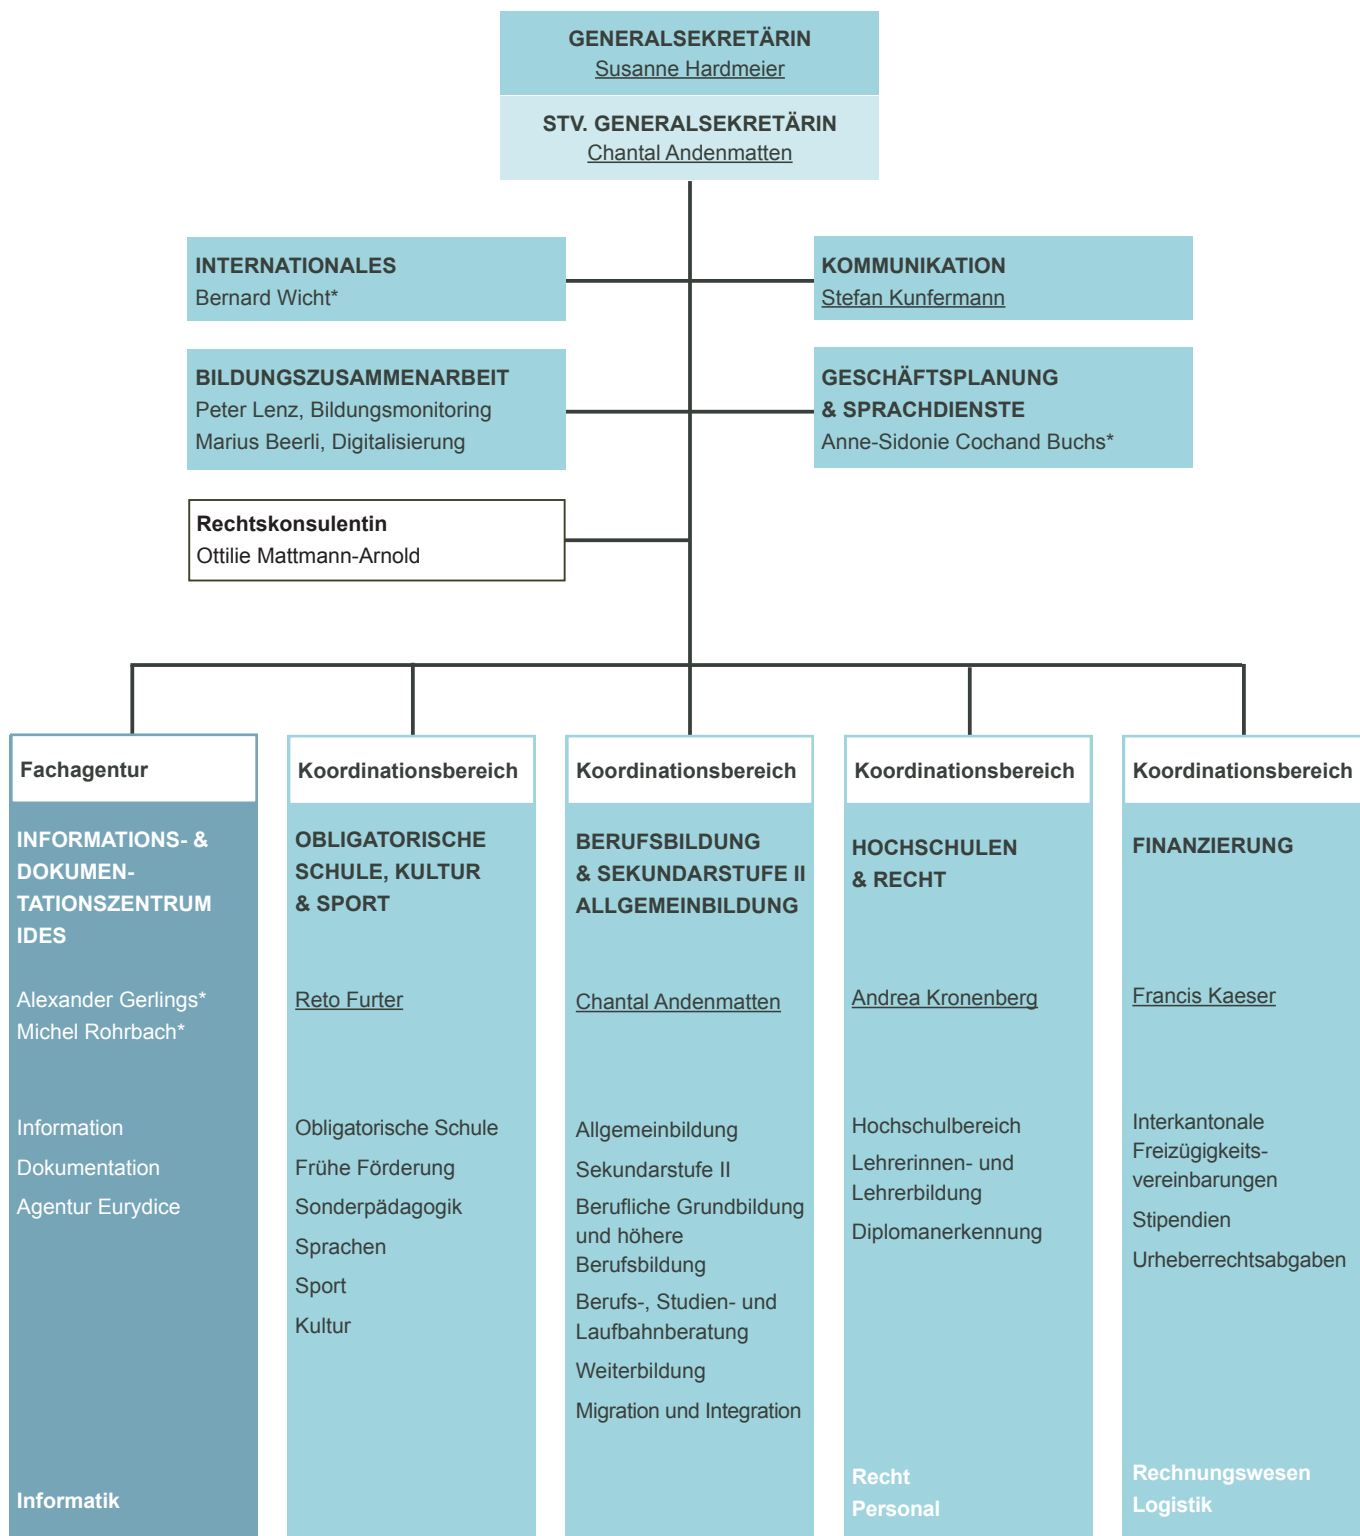 GENERALSEKRETÄRIN
Susanne Hardmeier
STV. GENERALSEKRETÄRIN
Chantal Andenmatten
INTERNATIONALES
Bernard Wicht*
KOMMUNIKATION
Stefan Kunfermann
BILDUNGSZUSAMMENARBEIT
Peter Lenz, Bildungsmonitoring
Marius Beerli, Digitalisierung
GESCHÄFTSPLANUNG
& SPRACHDIENSTE
Anne-Sidonie Cochand Buchs*
Rechtskonsulentin
Ottilie Mattmann-Arnold
Fachagentur
INFORMATIONS- &
DOKUMEN-
TATIONSZENTRUM
IDES
Alexander Gerlings*
Michel Rohrbach*
Information
Dokumentation
Agentur Eurydice
Informatik
Koordinationsbereich
OBLIGATORISCHE
SCHULE, KULTUR
& SPORT
Reto Furter
Obligatorische Schule
Frühe Förderung
Sonderpädagogik
Sprachen
Sport
Kultur
Koordinationsbereich
BERUFSBILDUNG
& SEKUNDARSTUFE II
ALLGEMEINBILDUNG
Chantal Andenmatten
Allgemeinbildung
Sekundarstufe II
Berufliche Grundbildung
und höhere
Berufsbildung
Berufs-, Studien- und
Laufbahnberatung
Weiterbildung
Migration und Integration
Koordinationsbereich
HOCHSCHULEN
& RECHT
Andrea Kronenberg
Hochschulbereich
Lehrerinnen- und
Lehrerbildung
Diplomanerkennung
Recht
Personal
Koordinationsbereich
FINANZIERUNG
Francis Kaeser
Interkantonale
Freizügigkeits-
vereinbarungen
Stipendien
Urheberrechtsabgaben
Rechnungswesen
Logistik